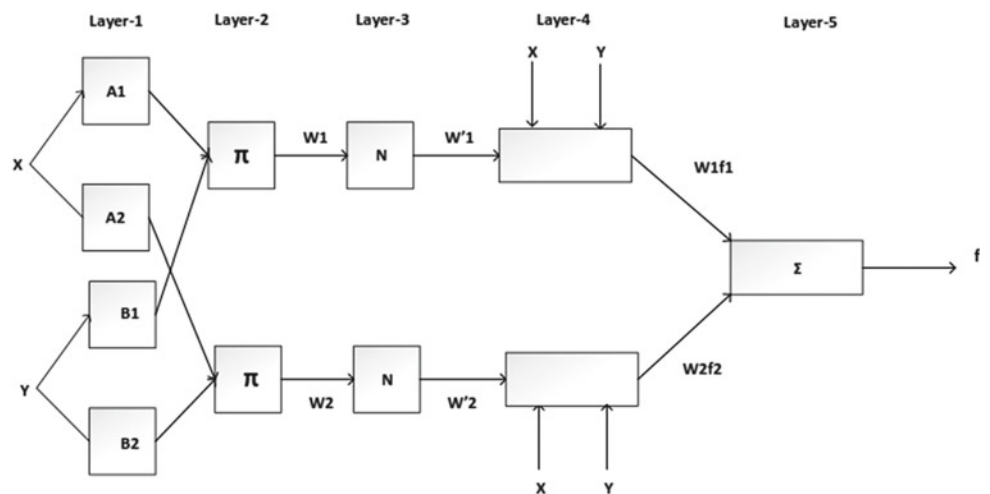 Layer-1 Layer-2 Layer-3 Layer-4 Layer-5
X Y
A1
W1 W'1
π N
X
W1f1
A2
f
Σ
B1
W2f2
π N
Y
W2 W'2
B2
X Y